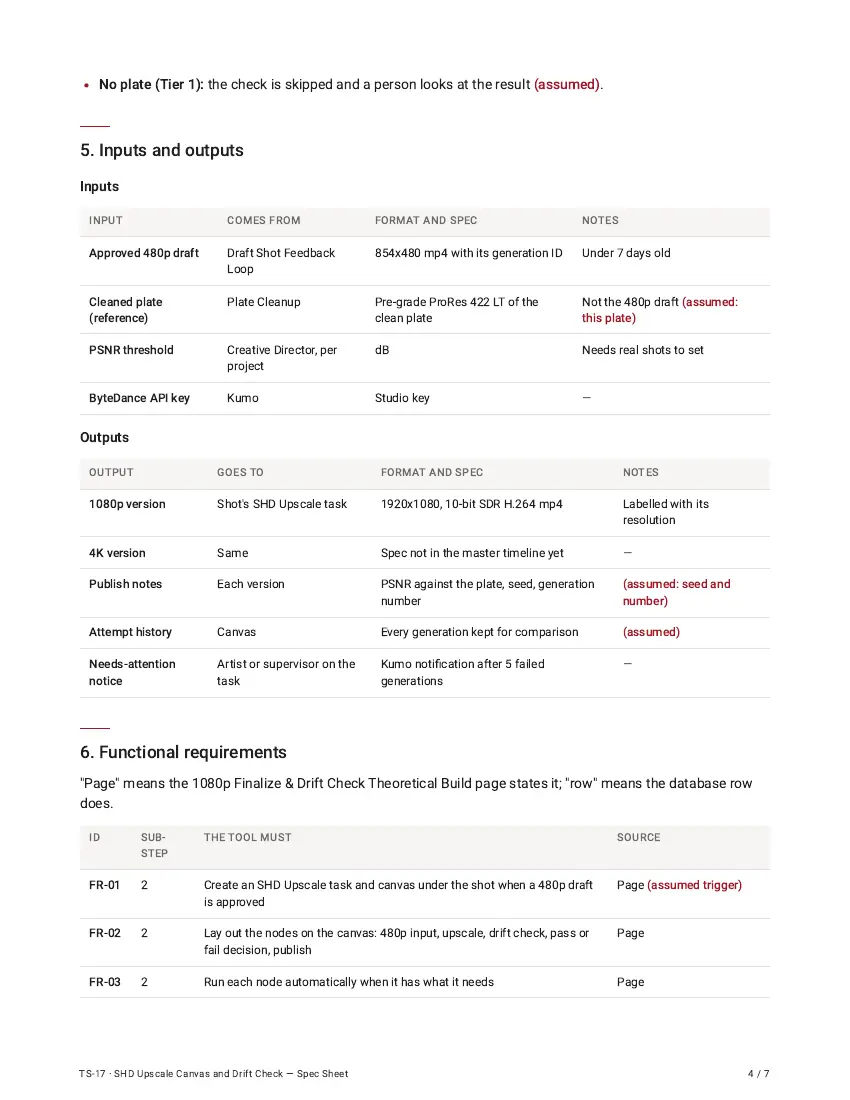 • No plate (Tier 1): the check is skipped and a person looks at the result (assumed).
5. Inputs and outputs
Inputs
INPUT COMES FROM FORMAT AND SPEC NOTES
Approved 480p draft Draft Shot Feedback 854x480 mp4 with its generation ID Under 7 days old
Loop
Cleaned plate Plate Cleanup Pre-grade ProRes 422 LT of the Not the 480p draft (assumed:
(reference) clean plate this plate)
PSNR threshold Creative Director, per dB Needs real shots to set
project
ByteDance API key Kumo Studio key —
Outputs
OUTPUT GOES TO FORMAT AND SPEC NOTES
1080p version Shot's SHD Upscale task 1920x1080, 10-bit SDR H.264 mp4 Labelled with its
resolution
4K version Same Spec not in the master timeline yet —
Publish notes Each version PSNR against the plate, seed, generation (assumed: seed and
number number)
Attempt history Canvas Every generation kept for comparison (assumed)
Needs-attention Artist or supervisor on the Kumo notification after 5 failed —
notice task generations
6. Functional requirements
"Page" means the 1080p Finalize & Drift Check Theoretical Build page states it; "row" means the database row
does.
ID SUB- THE TOOL MUST SOURCE
STEP
FR-01 2 Create an SHD Upscale task and canvas under the shot when a 480p draft Page (assumed trigger)
is approved
FR-02 2 Lay out the nodes on the canvas: 480p input, upscale, drift check, pass or Page
fail decision, publish
FR-03 2 Run each node automatically when it has what it needs Page
TS-17 · SHD Upscale Canvas and Drift Check — Spec Sheet 4 / 7